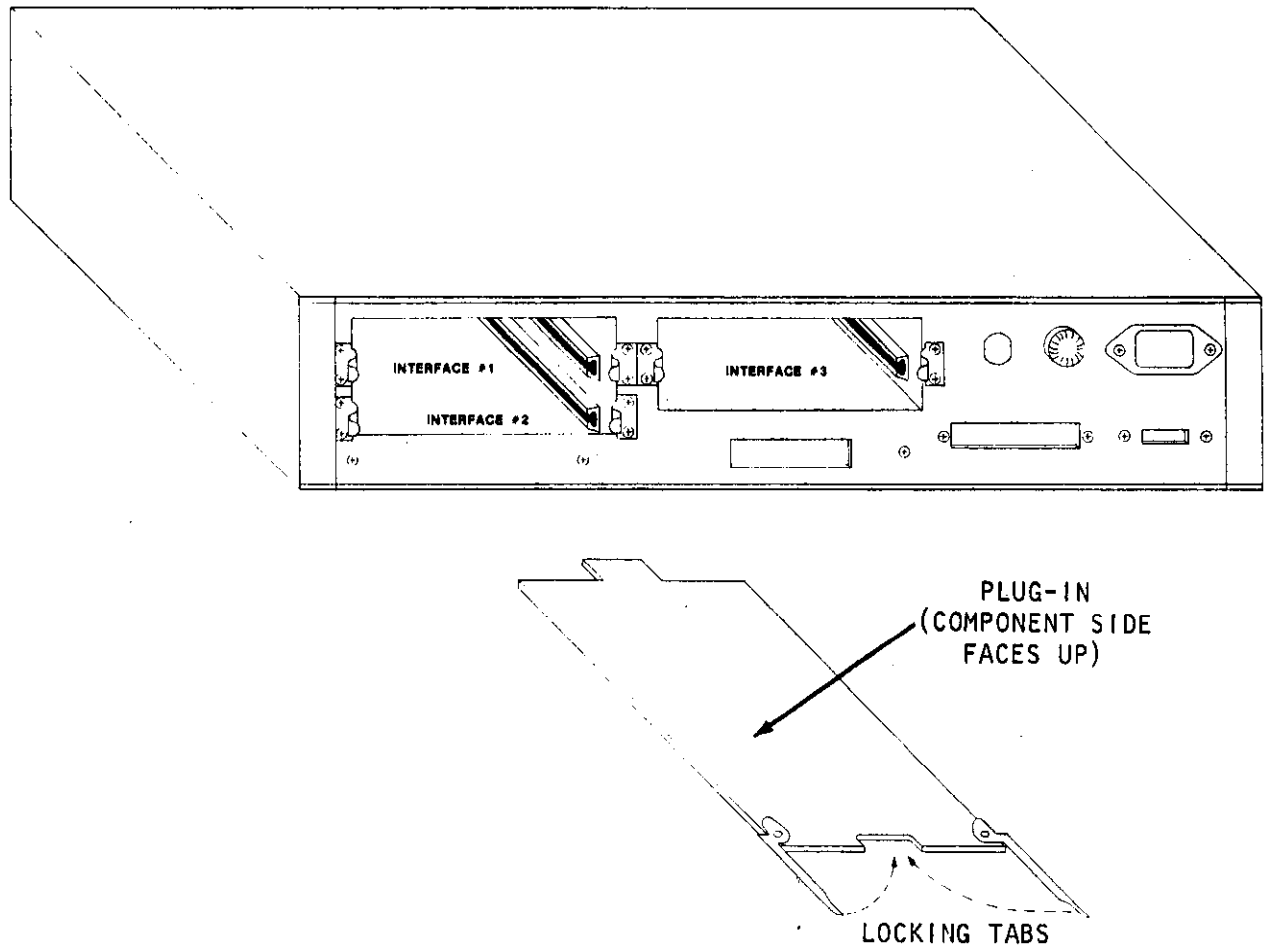 INTERFACE #1
INTERFACE #2
INTERFACE #3
PLUG-IN
(COMPONENT SIDE
FACES UP)
LOCKING TABS